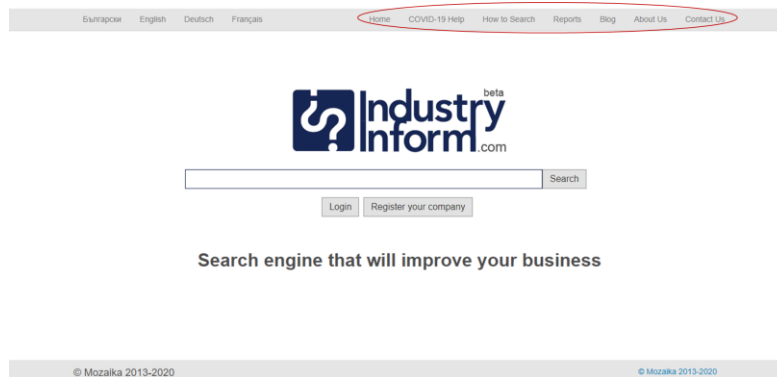 Български English Deutsch Français Home COVID-19 Help How to Search Reports Blog About Us Contact Us
beta
Industry
Inform.com
Search
Login Register your company
Search engine that will improve your business
© Mozaika 2013-2020 © Mozaika 2013-2020